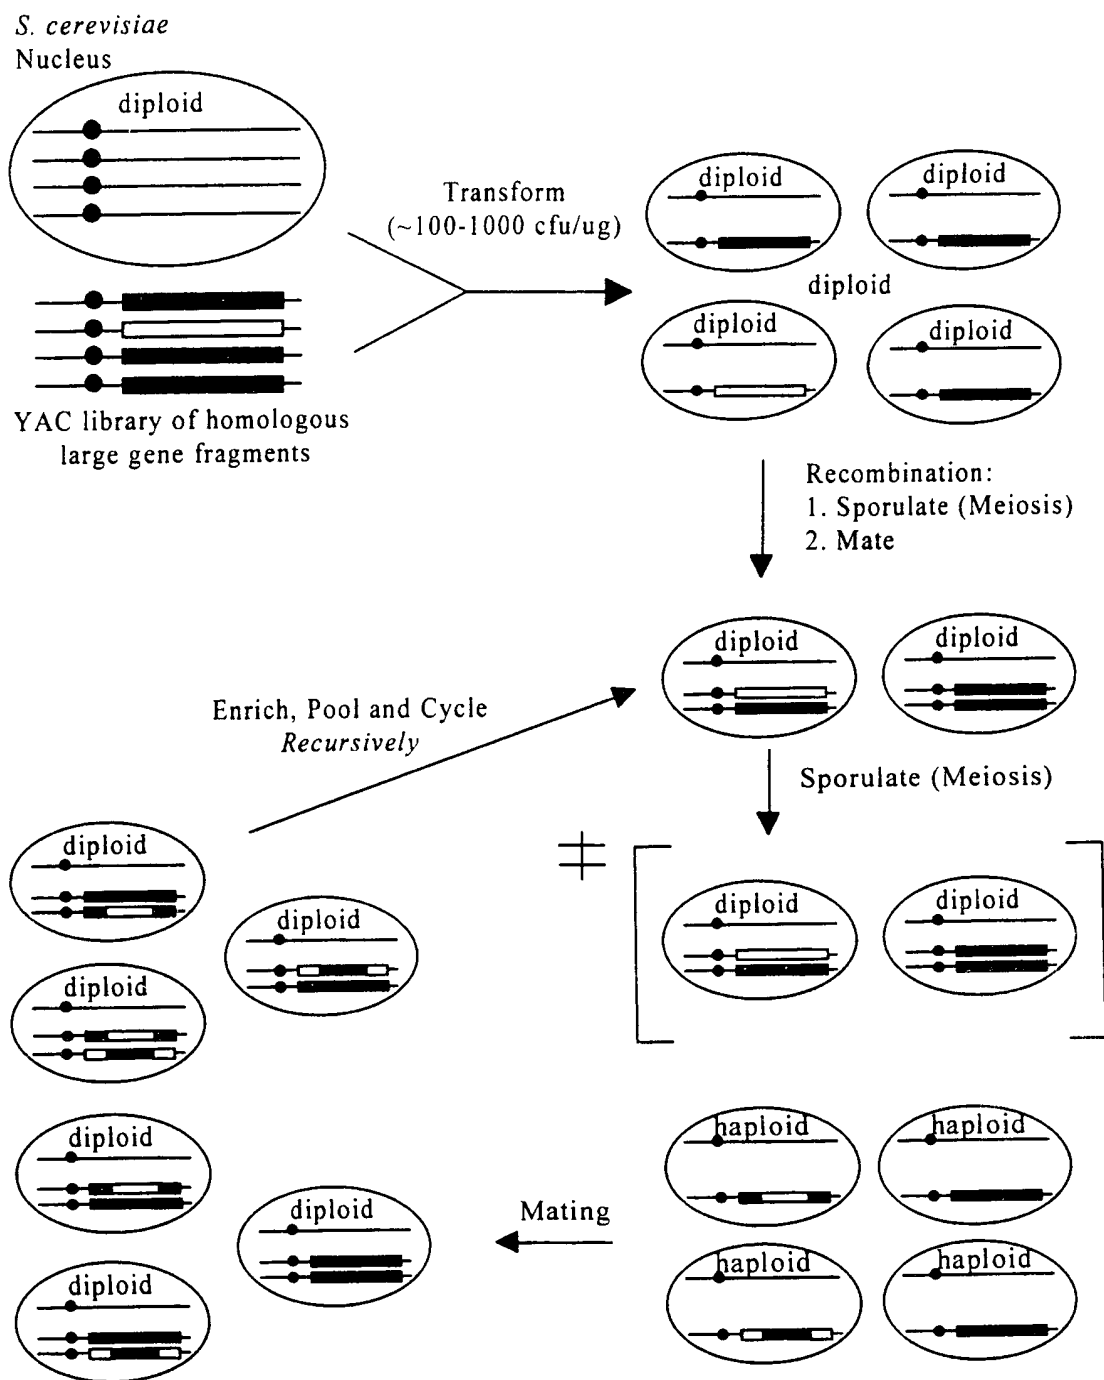 S. cerevisiae
Nucleus
diploid
Transform
(~100-1000 cfu/ug)
YAC library of homologous
large gene fragments
diploid
diploid
diploid
diploid
diploid
Recombination:
1. Sporulate (Meiosis)
2. Mate
diploid
diploid
Enrich, Pool and Cycle
Recursively
Sporulate (Meiosis)
diploid
diploid
haploid
haploid
haploid
haploid
Mating
diploid
diploid
diploid
diploid
diploid
diploid